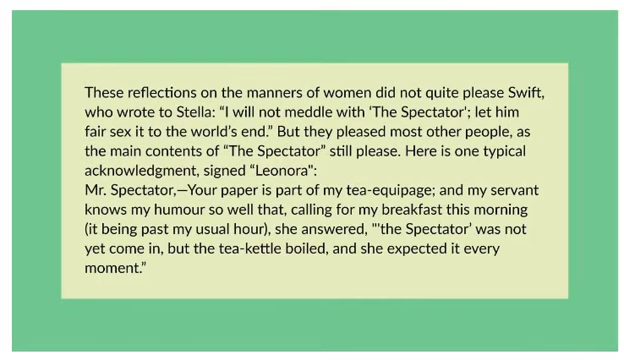 These reflections on the manners of women did not quite please Swift,
who wrote to Stella: “I will not meddle with ‘The Spectator’; let him
fair sex it to the world’s end.” But they pleased most other people, as
the main contents of “The Spectator” still please. Here is one typical
acknowledgment, signed “Leonora":
Mr. Spectator,—Your paper is part of my tea-equipage; and my servant
knows my humour so well that, calling for my breakfast this morning
(it being past my usual hour), she answered, "'the Spectator’ was not
yet come in, but the tea-kettle boiled, and she expected it every
moment.”